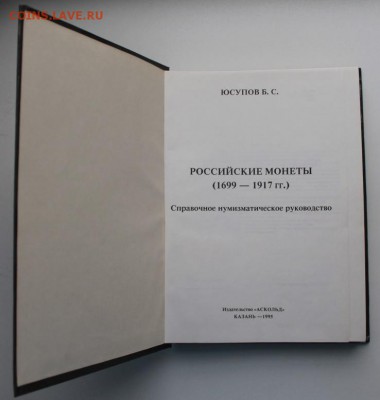 COINS.LAVE.RU
ЮСУПОВ Б. С.
РОССИЙСКИЕ МОНЕТЫ
(1699 — 1917 гг.)
Справочное нумизматическое руководство
Издательство «АСКОЛЬД»
КАЗАНЬ — 1995